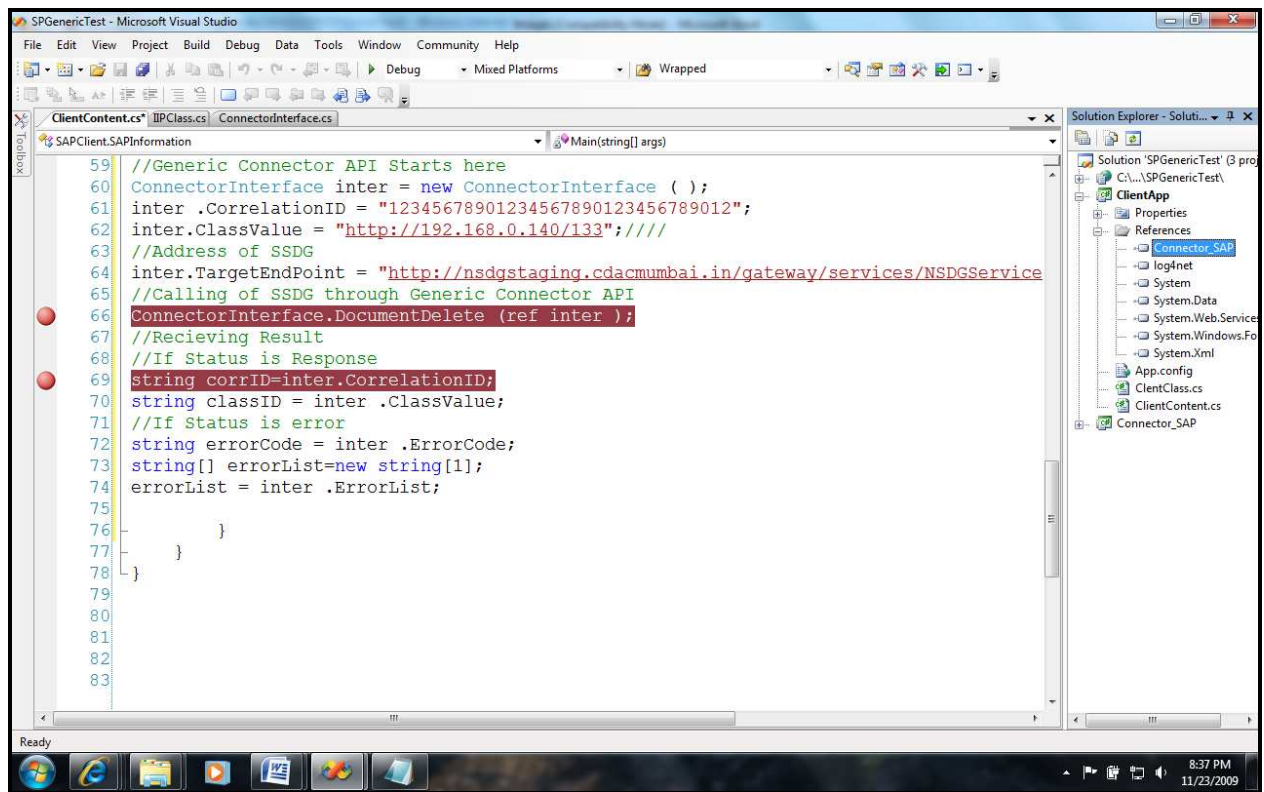 SPGenericTest - Microsoft Visual Studio
File Edit View Project Build Debug Data Tools Window Community Help
Debug Mixed Platforms Wrapped
ClientContent.cs* IIPClass.cs ConnectorInterface.cs
Toolbox
SAPClient.SAPInformation Main(string[] args)
59 //Generic Connector API Starts here
60 ConnectorInterface inter = new ConnectorInterface ( );
61 inter .CorrelationID = "12345678901234567890123456789012";
62 inter.ClassValue = "http://192.168.0.140/133";////
63 //Address of SSDG
64 inter.TargetEndPoint = "http://nsdgstaging.cdacmumbai.in/gateway/services/NSDGService
65 //Calling of SSDG through Generic Connector API
66 ConnectorInterface.DocumentDelete (ref inter );
67 //Recieving Result
68 //If Status is Response
69 string corrID=inter.CorrelationID;
70 string classID = inter .ClassValue;
71 //If Status is error
72 string errorCode = inter .ErrorCode;
73 string[] errorList=new string[1];
74 errorList = inter .ErrorList;
75
76 }
77 }
78 }
79
80
81
82
83
Solution Explorer - Soluti...
Solution 'SPGenericTest' (3 proj
C:\...\SPGenericTest\
ClientApp
Properties
References
Connector_SAP
log4net
System
System.Data
System.Web.Services
System.Windows.Fo
System.Xml
App.config
ClentClass.cs
ClientContent.cs
Connector_SAP
Ready
8:37 PM
11/23/2009